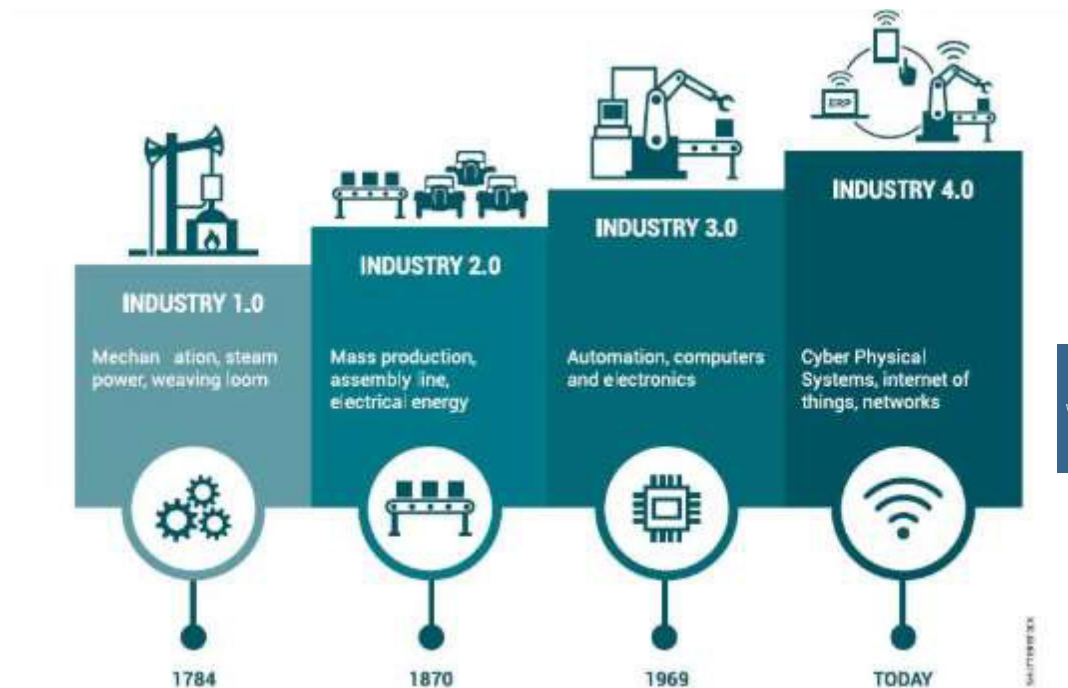 ERP
INDUSTRY 1.0
Mechan ation, steam
power, weaving loom
INDUSTRY 2.0
Mass production,
assembly line,
electrical energy
INDUSTRY 3.0
Automation, computers
and electronics
INDUSTRY 4.0
Cyber Physical
Systems, internet of
things, networks
1784
1870
1969
TODAY
SHUTTERSTOCK